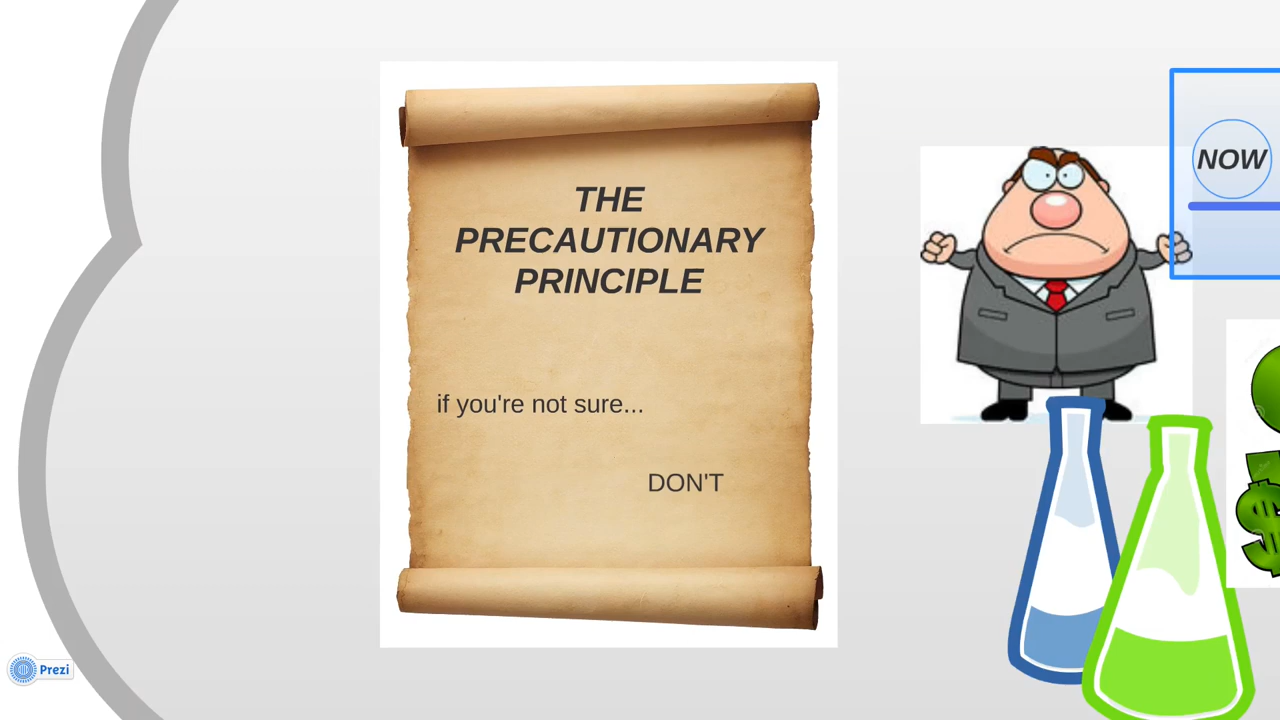 THE
PRECAUTIONARY
PRINCIPLE
if you're not sure...
DON'T
NOW
Prezi